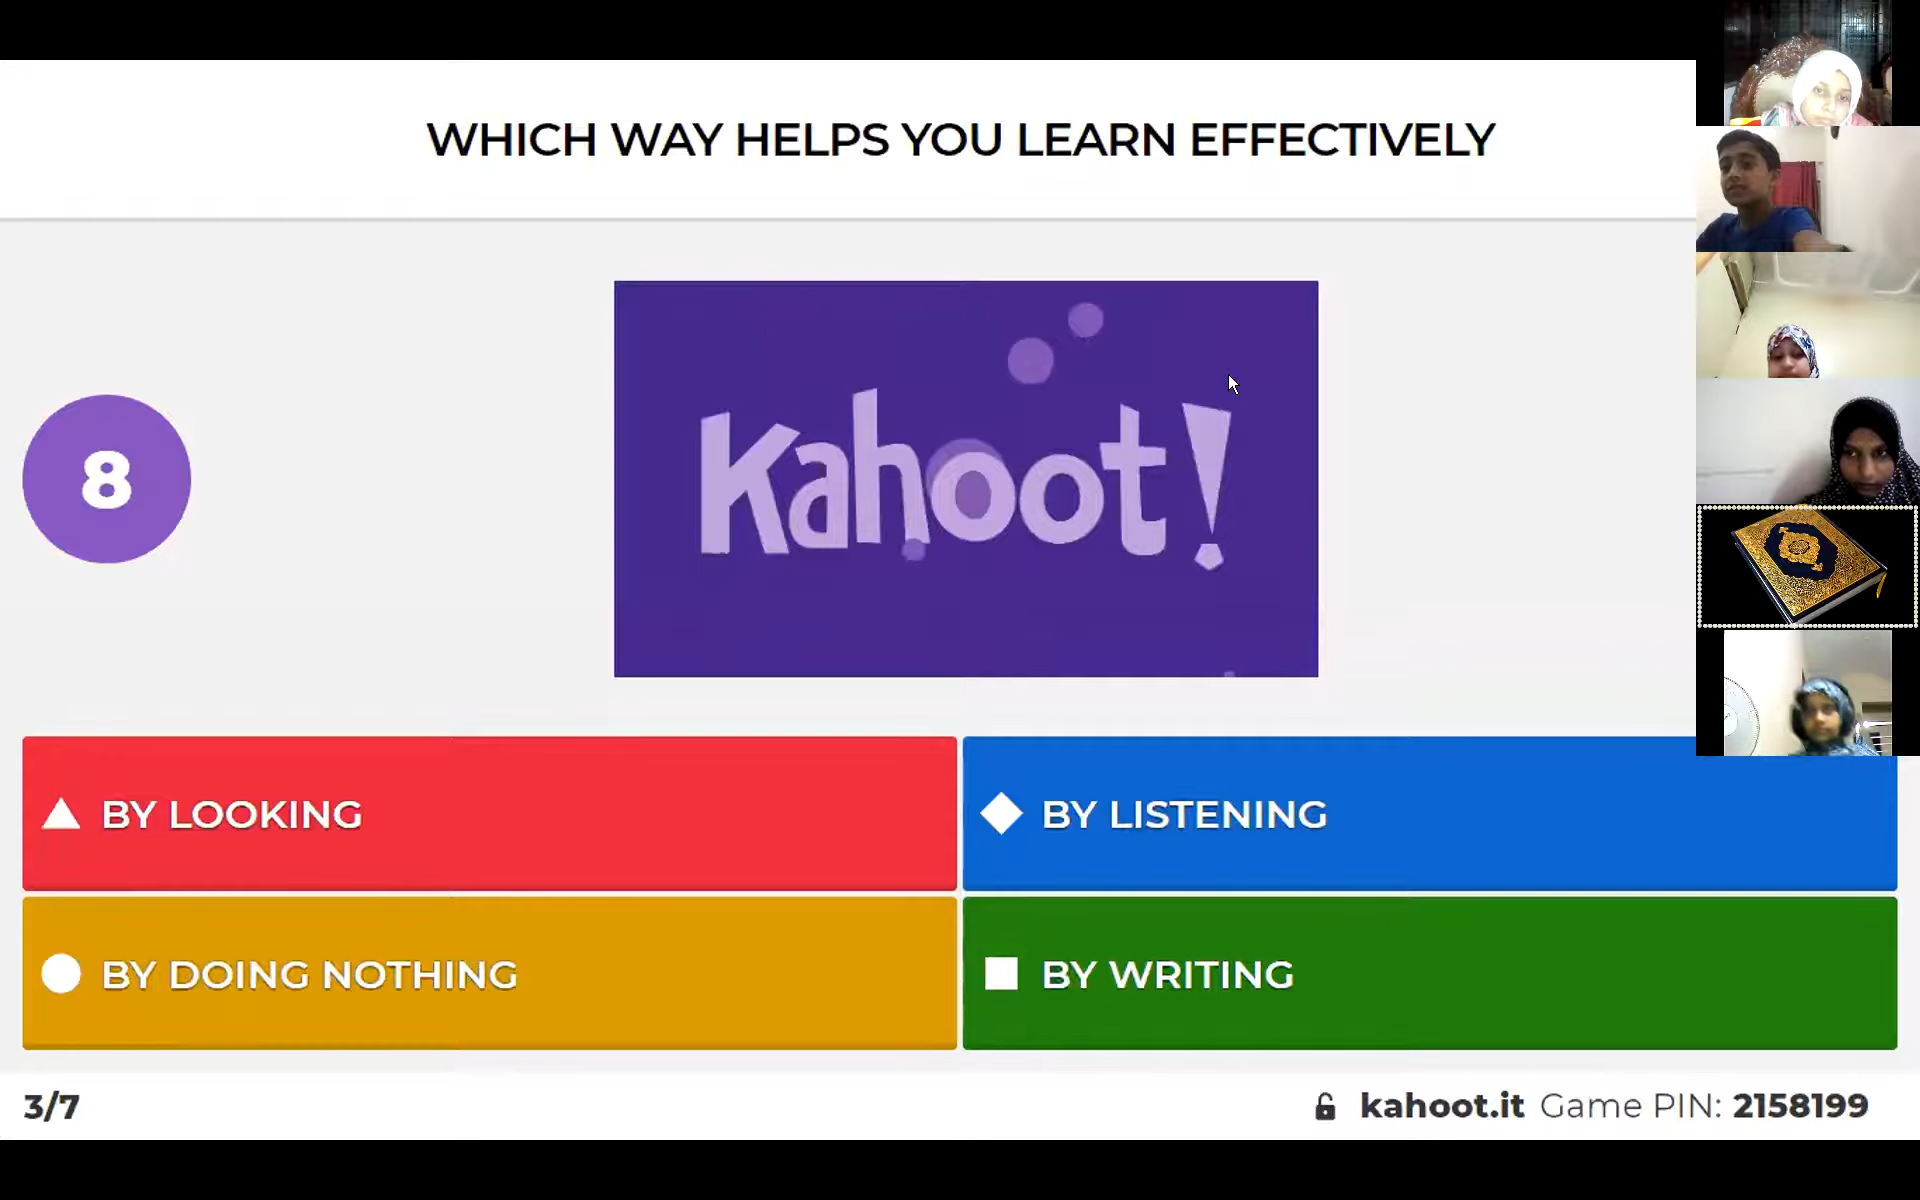 WHICH WAY HELPS YOU LEARN EFFECTIVELY
8
Kahoot!
BY LOOKING
BY LISTENING
BY DOING NOTHING
BY WRITING
3/7
kahoot.it Game PIN: 2158199